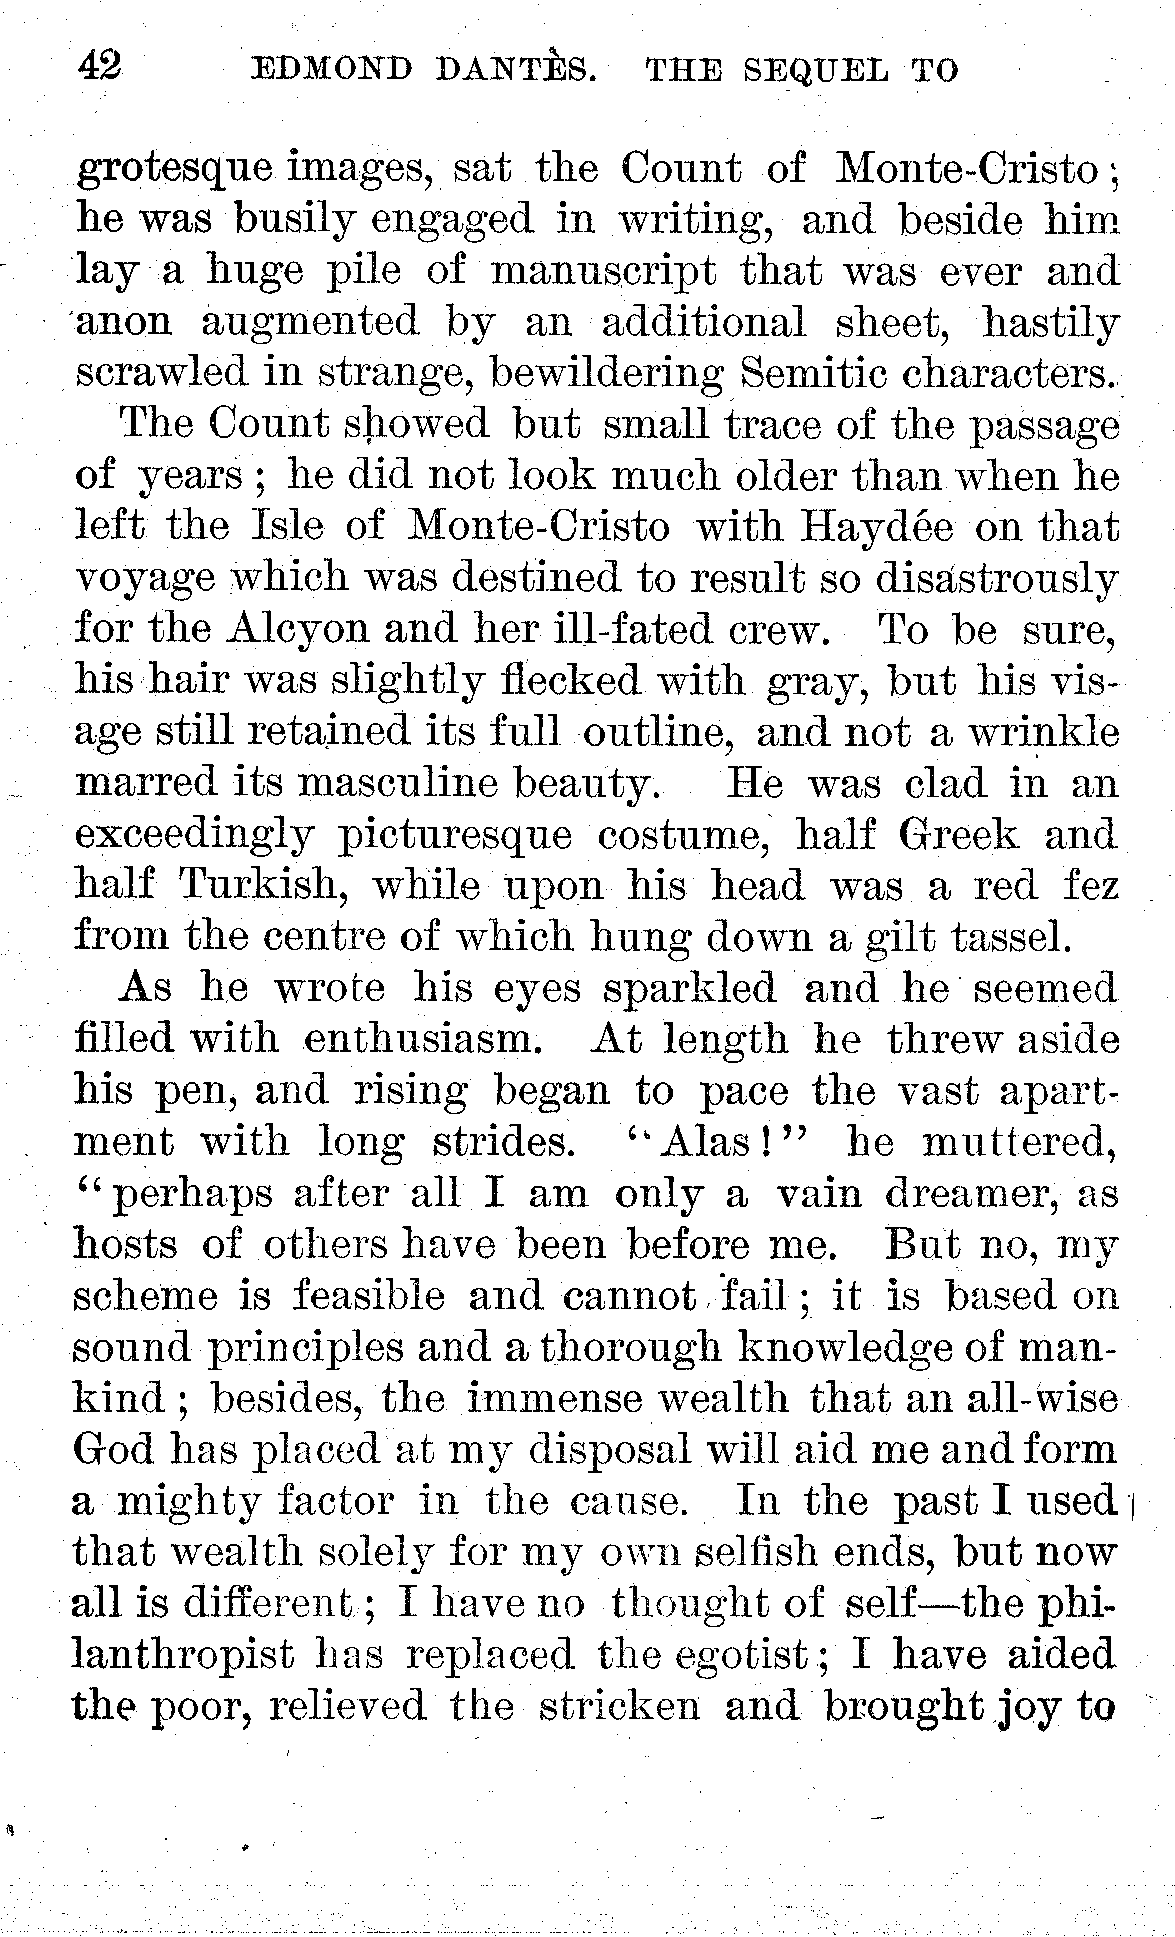 42 EDMOND DANTÈS. THE SEQUEL TO
grotesque images, sat the Count of Monte-Cristo;
he was busily engaged in writing, and beside him
lay a huge pile of manuscript that was ever and
anon augmented by an additional sheet, hastily
scrawled in strange, bewildering Semitic characters.
The Count showed but small trace of the passage
of years; he did not look much older than when he
left the Isle of Monte-Cristo with Haydée on that
voyage which was destined to result so disastrously
for the Alcyon and her ill-fated crew. To be sure,
his hair was slightly flecked with gray, but his vis-
age still retained its full outline, and not a wrinkle
marred its masculine beauty. He was clad in an
exceedingly picturesque costume, half Greek and
half Turkish, while upon his head was a red fez
from the centre of which hung down a gilt tassel.
As he wrote his eyes sparkled and he seemed
filled with enthusiasm. At length he threw aside
his pen, and rising began to pace the vast apart-
ment with long strides. “Alas!” he muttered,
“perhaps after all I am only a vain dreamer, as
hosts of others have been before me. But no, my
scheme is feasible and cannot fail; it is based on
sound principles and a thorough knowledge of man-
kind; besides, the immense wealth that an all-wise
God has placed at my disposal will aid me and form
a mighty factor in the cause. In the past I used
that wealth solely for my own selfish ends, but now
all is different; I have no thought of self—the phi-
lanthropist has replaced the egotist; I have aided
the poor, relieved the stricken and brought joy to